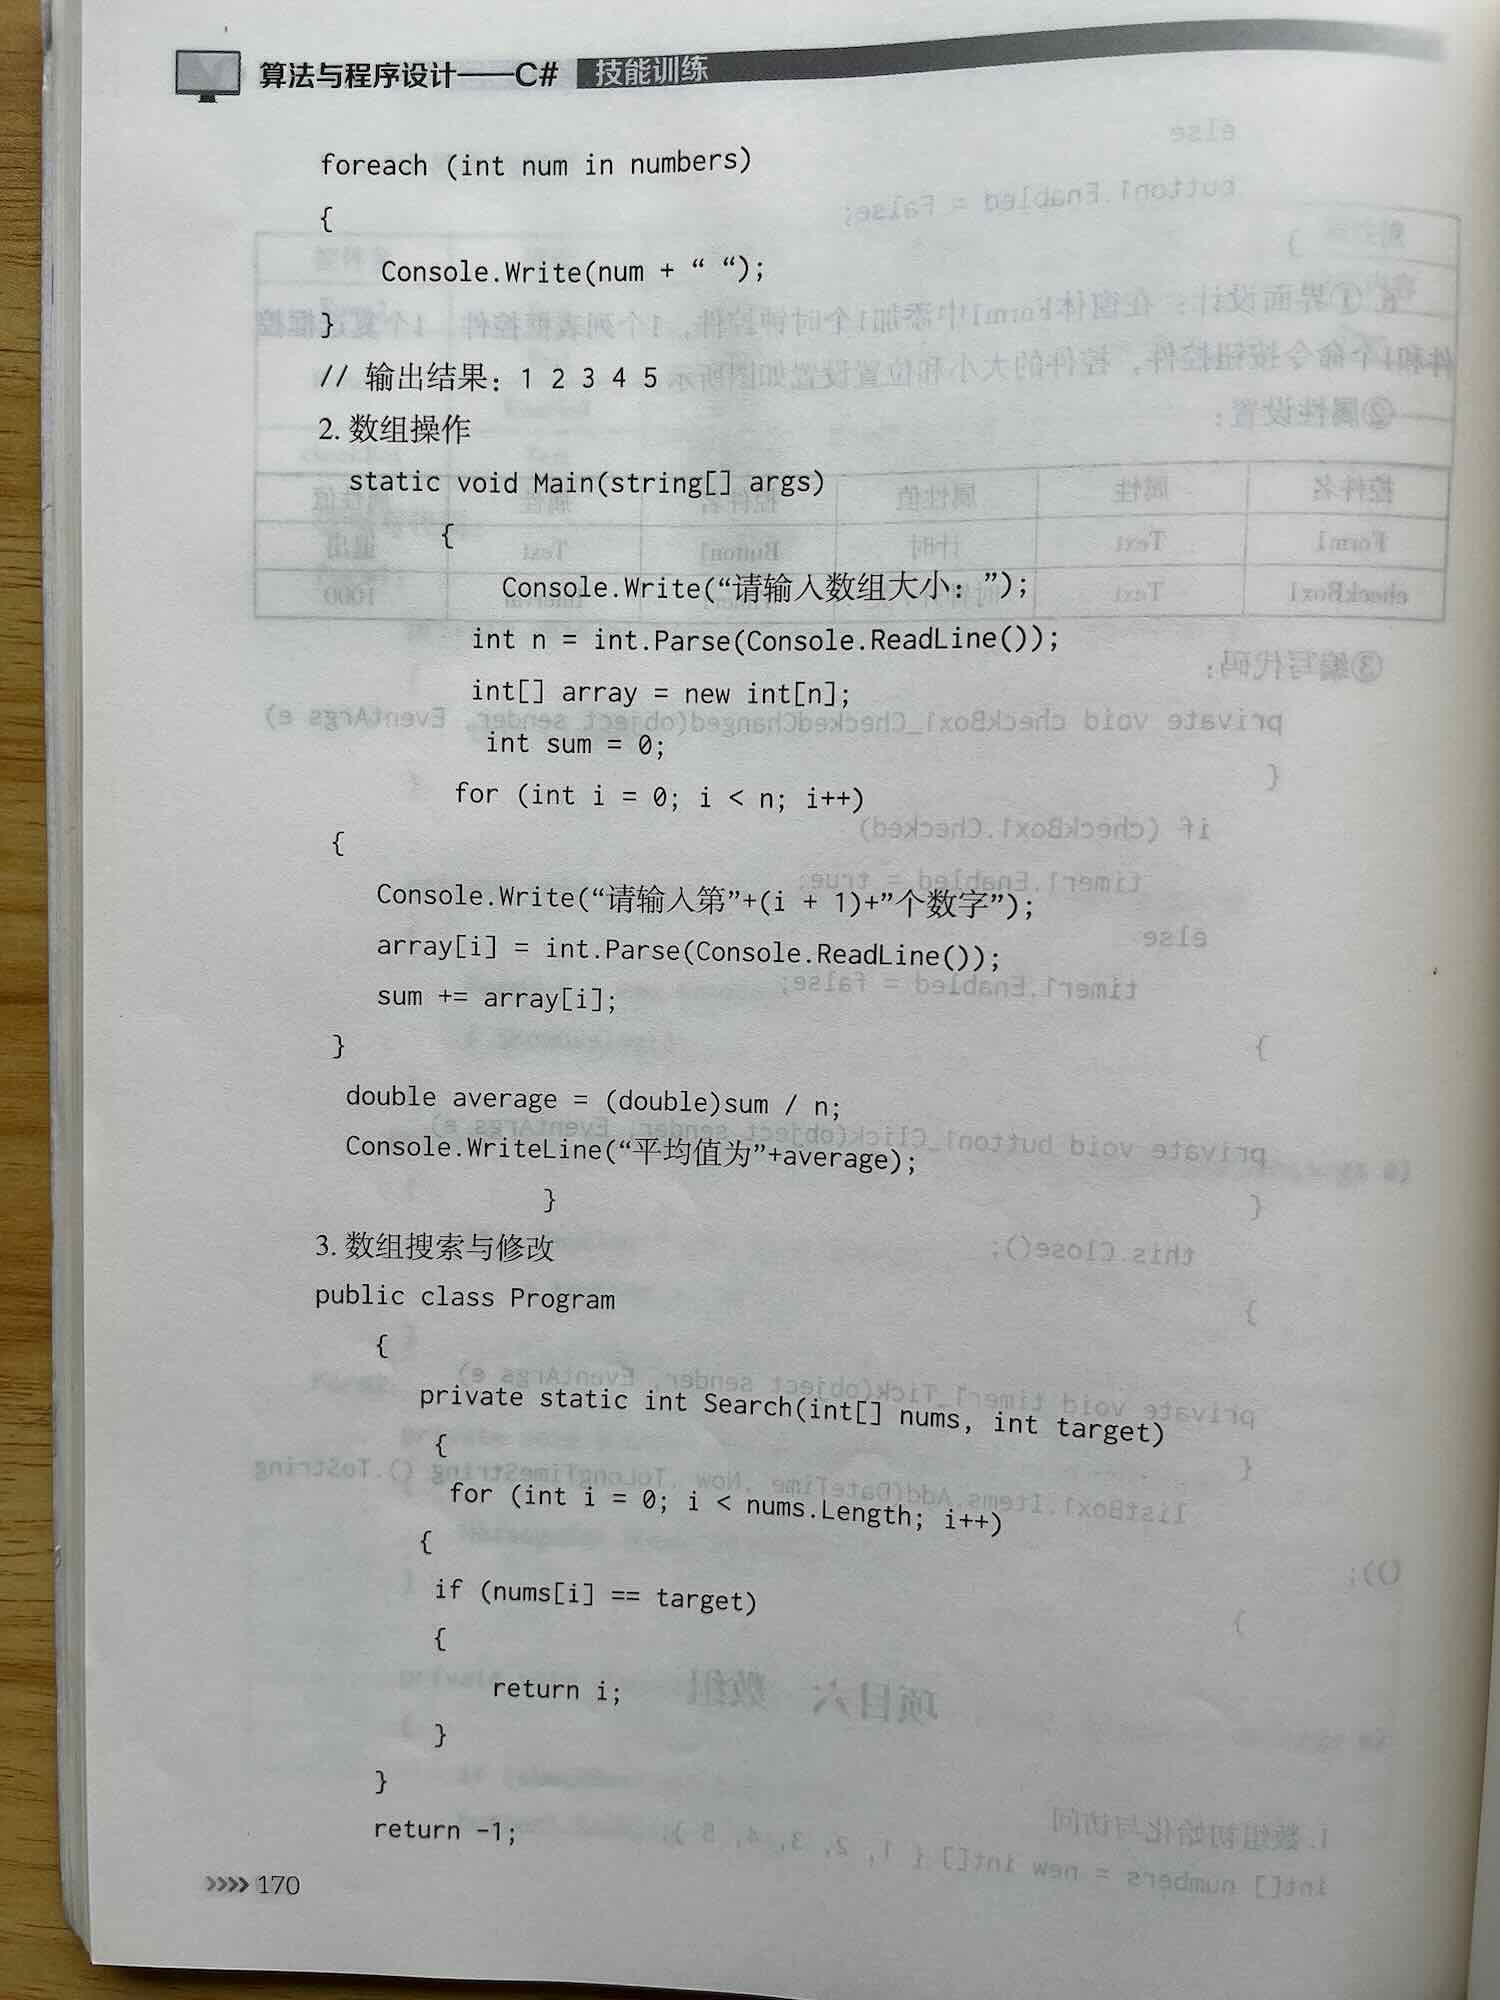 算法与程序设计——C# 技能训练
foreach (int num in numbers)
{
Console.Write(num + “ “);
}
// 输出结果：1 2 3 4 5
2. 数组操作
static void Main(string[] args)
{
Console.Write(“请输入数组大小：”);
int n = int.Parse(Console.ReadLine());
int[] array = new int[n];
int sum = 0;
for (int i = 0; i < n; i++)
{
Console.Write(“请输入第”+(i + 1)+”个数字”);
array[i] = int.Parse(Console.ReadLine());
sum += array[i];
}
double average = (double)sum / n;
Console.WriteLine(“平均值为”+average);
}
3. 数组搜索与修改
public class Program
{
private static int Search(int[] nums, int target)
{
for (int i = 0; i < nums.Length; i++)
{
if (nums[i] == target)
{
return i;
}
}
return -1;
170